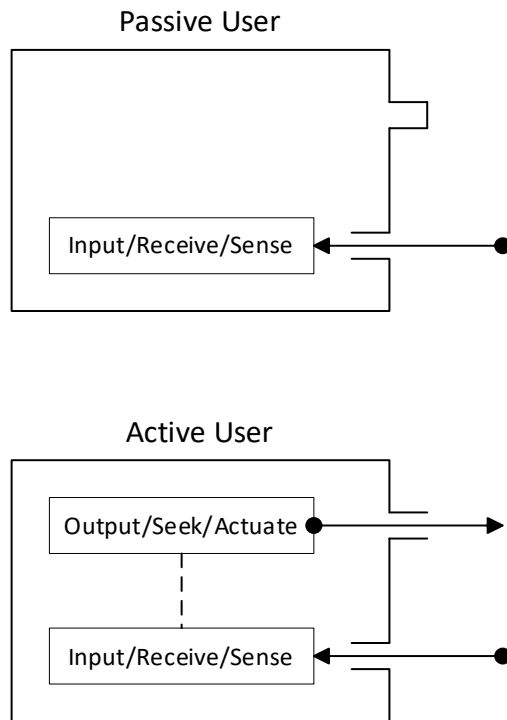 Passive User
Input/Receive/Sense
Active User
Output/Seek/Actuate
Input/Receive/Sense